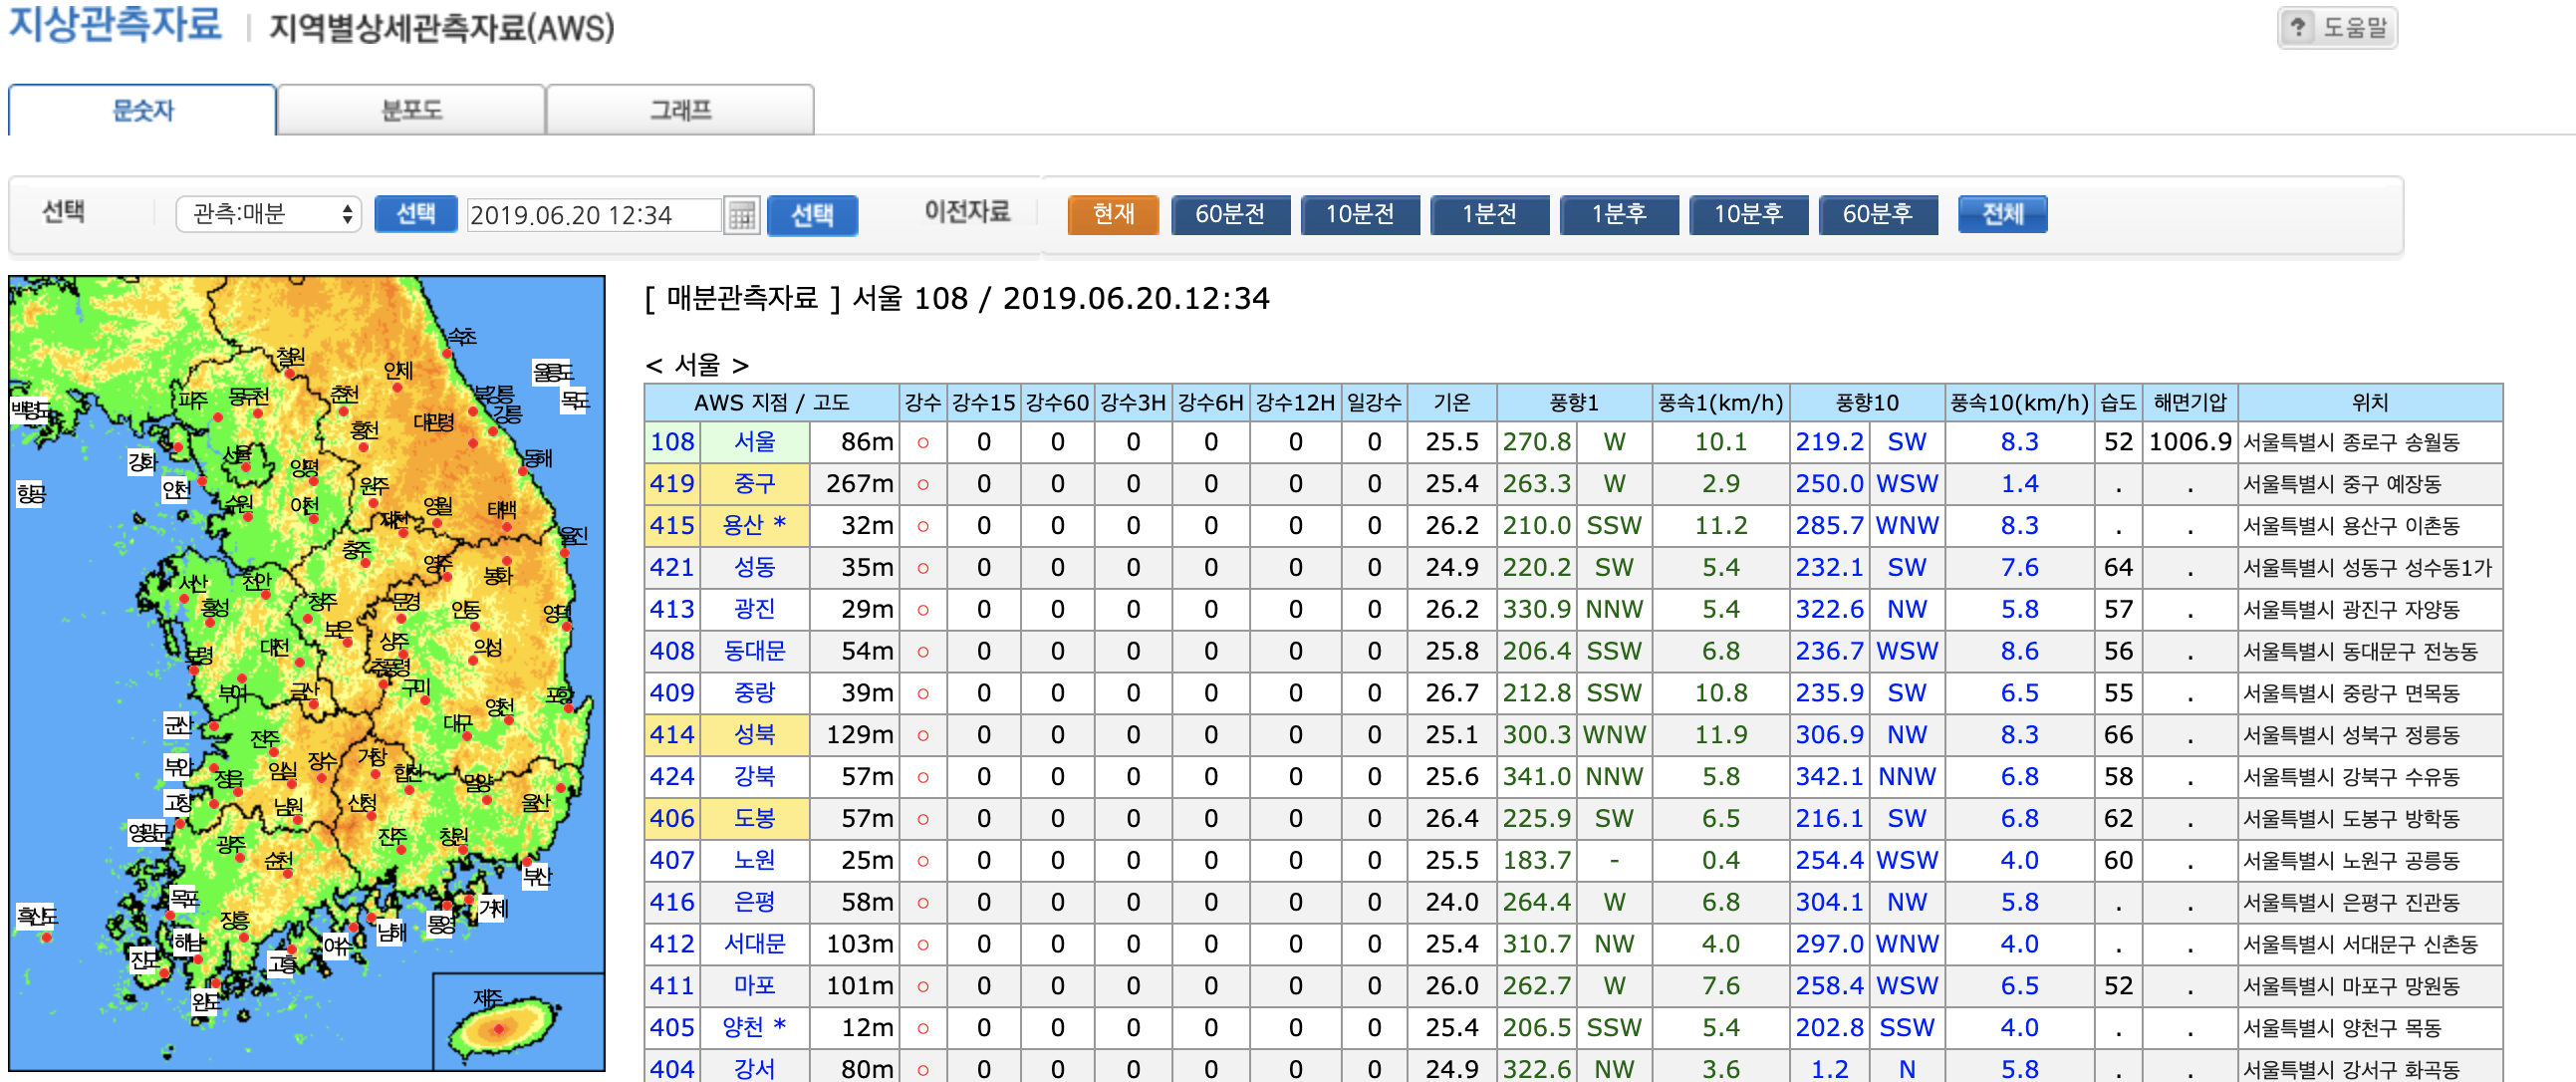 지상관측자료 | 지역별상세관측자료(AWS)
? 도움말
문숫자 분포도 그래프
선택 관측:매분 선택 2019.06.20 12:34 선택 이전자료 현재 60분전 10분전 1분전 1분후 10분후 60분후 전체
속초
철원
인제
울릉도
파주
동두천
춘천
북강릉
독도
백령도
강릉
대관령
홍천
서울
강화
양평
동해
인천
원주
수원
이천
영월
태백
제천
울진
충주
영주
봉화
서산
천안
홍성
청주
문경
안동
영덕
보은
대전
상주
의성
보령
추풍령
부여
금산
구미
포항
영천
군산
대구
전주
부안
장수
거창
임실
합천
정읍
밀양
고창
남원
산청
울산
영광군
광주
진주
창원
순천
부산
목포
흑산도
장흥
거제
통영
해남
여수
남해
진도
고흥
완도
제주
[ 매분관측자료 ] 서울 108 / 2019.06.20.12:34
< 서울 >
AWS 지점 / 고도 강수 강수15 강수60 강수3H 강수6H 강수12H 일강수 기온 풍향1 풍속1(km/h) 풍향10 풍속10(km/h) 습도 해면기압 위치
108 서울 86m ○ 0 0 0 0 0 0 25.5 270.8 W 10.1 219.2 SW 8.3 52 1006.9 서울특별시 종로구 송월동
419 중구 267m ○ 0 0 0 0 0 0 25.4 263.3 W 2.9 250.0 WSW 1.4 . . 서울특별시 중구 예장동
415 용산 * 32m ○ 0 0 0 0 0 0 26.2 210.0 SSW 11.2 285.7 WNW 8.3 . . 서울특별시 용산구 이촌동
421 성동 35m ○ 0 0 0 0 0 0 24.9 220.2 SW 5.4 232.1 SW 7.6 64 . 서울특별시 성동구 성수동1가
413 광진 29m ○ 0 0 0 0 0 0 26.2 330.9 NNW 5.4 322.6 NW 5.8 57 . 서울특별시 광진구 자양동
408 동대문 54m ○ 0 0 0 0 0 0 25.8 206.4 SSW 6.8 236.7 WSW 8.6 56 . 서울특별시 동대문구 전농동
409 중랑 39m ○ 0 0 0 0 0 0 26.7 212.8 SSW 10.8 235.9 SW 6.5 55 . 서울특별시 중랑구 면목동
414 성북 129m ○ 0 0 0 0 0 0 25.1 300.3 WNW 11.9 306.9 NW 8.3 66 . 서울특별시 성북구 정릉동
424 강북 57m ○ 0 0 0 0 0 0 25.6 341.0 NNW 5.8 342.1 NNW 6.8 58 . 서울특별시 강북구 수유동
406 도봉 57m ○ 0 0 0 0 0 0 26.4 225.9 SW 6.5 216.1 SW 6.8 62 . 서울특별시 도봉구 방학동
407 노원 25m ○ 0 0 0 0 0 0 25.5 183.7 - 0.4 254.4 WSW 4.0 60 . 서울특별시 노원구 공릉동
416 은평 58m ○ 0 0 0 0 0 0 24.0 264.4 W 6.8 304.1 NW 5.8 . . 서울특별시 은평구 진관동
412 서대문 103m ○ 0 0 0 0 0 0 25.4 310.7 NW 4.0 297.0 WNW 4.0 . . 서울특별시 서대문구 신촌동
411 마포 101m ○ 0 0 0 0 0 0 26.0 262.7 W 7.6 258.4 WSW 6.5 52 . 서울특별시 마포구 망원동
405 양천 * 12m ○ 0 0 0 0 0 0 25.4 206.5 SSW 5.4 202.8 SSW 4.0 . . 서울특별시 양천구 목동
404 강서 80m ○ 0 0 0 0 0 0 24.9 322.6 NW 3.6 1.2 N 5.8 . . 서울특별시 강서구 화곡동